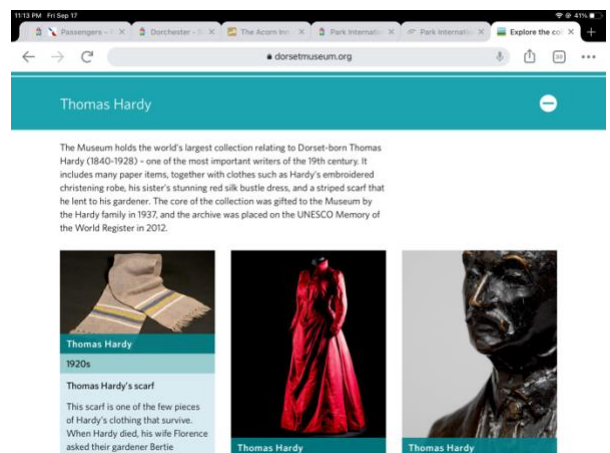 11:13 PM Fri Sep 17
41%
Passengers –
Dorchester -
The Acorn Inn
Park Internatio
Park Internatio
Explore the col
dorsetmuseum.org
Thomas Hardy
The Museum holds the world's largest collection relating to Dorset-born Thomas
Hardy (1840-1928) – one of the most important writers of the 19th century. It
includes many paper items, together with clothes such as Hardy's embroidered
christening robe, his sister's stunning red silk bustle dress, and a striped scarf that
he lent to his gardener. The core of the collection was gifted to the Museum by
the Hardy family in 1937, and the archive was placed on the UNESCO Memory of
the World Register in 2012.
Thomas Hardy
1920s
Thomas Hardy's scarf
This scarf is one of the few pieces
of Hardy's clothing that survive.
When Hardy died, his wife Florence
asked their gardener Bertie
Thomas Hardy
Thomas Hardy